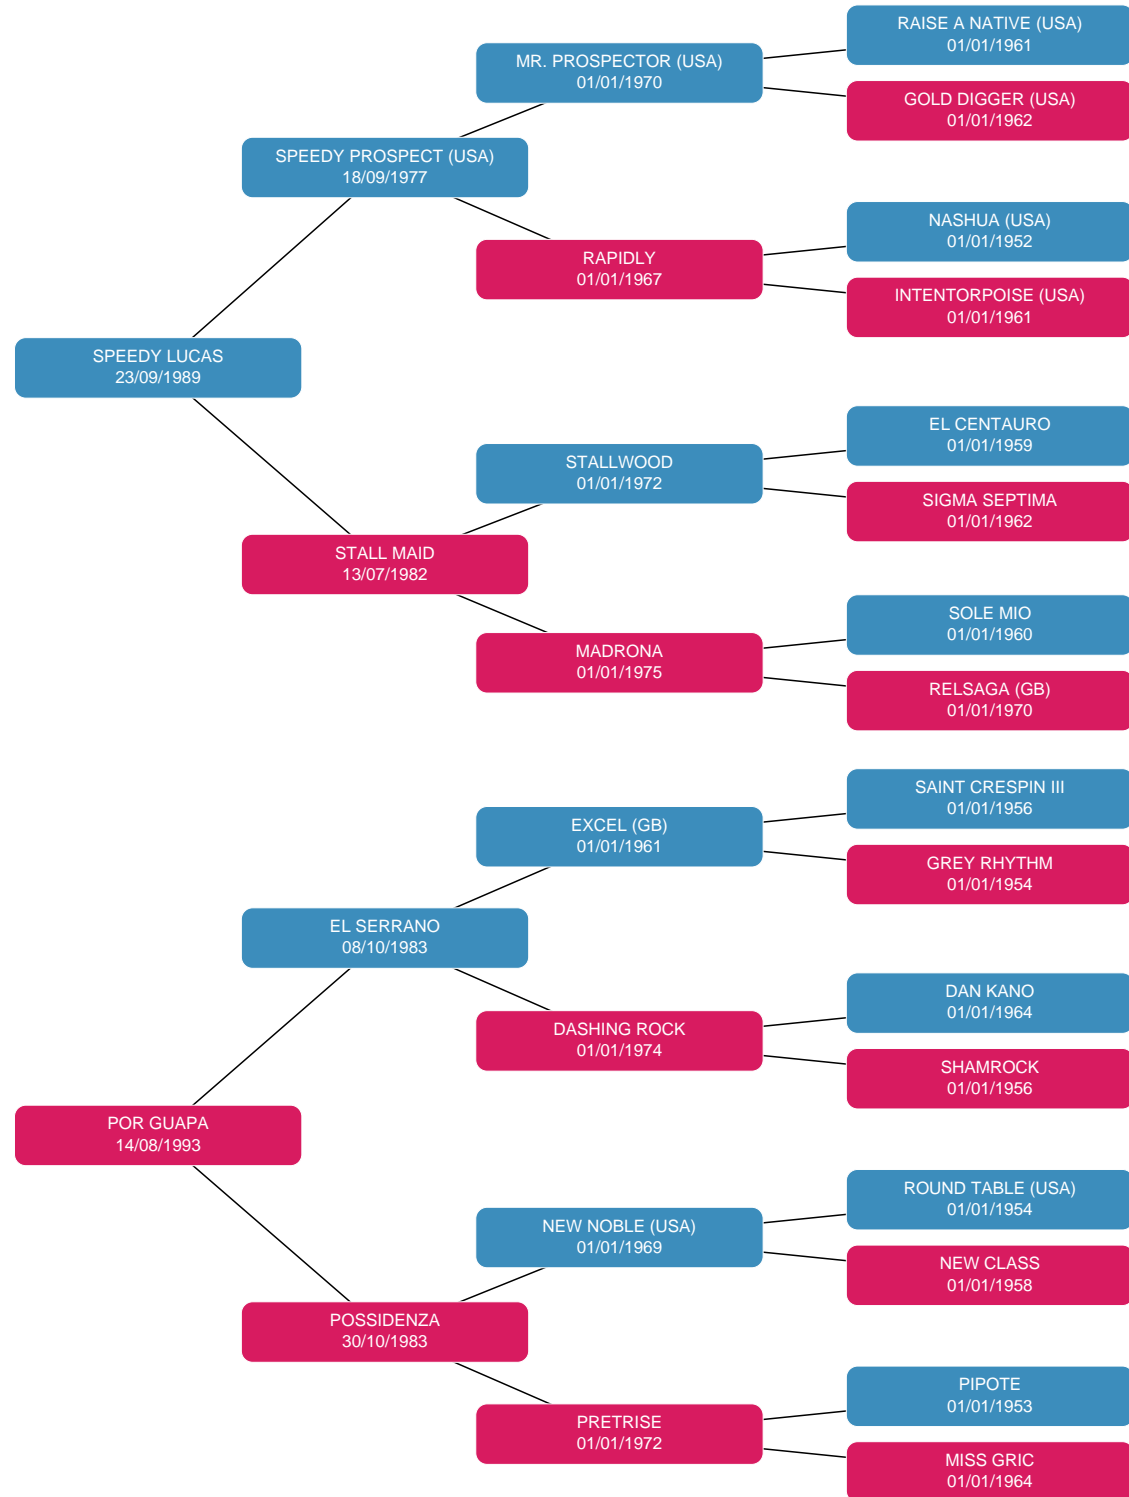 RAISE A NATIVE (USA)
01/01/1961
MR. PROSPECTOR (USA)
01/01/1970
GOLD DIGGER (USA)
01/01/1962
SPEEDY PROSPECT (USA)
18/09/1977
NASHUA (USA)
01/01/1952
RAPIDLY
01/01/1967
INTENTORPOISE (USA)
01/01/1961
SPEEDY LUCAS
23/09/1989
EL CENTAURO
01/01/1959
STALLWOOD
01/01/1972
SIGMA SEPTIMA
01/01/1962
STALL MAID
13/07/1982
SOLE MIO
01/01/1960
MADRONA
01/01/1975
RELSAGA (GB)
01/01/1970
SAINT CRESPIN III
01/01/1956
EXCEL (GB)
01/01/1961
GREY RHYTHM
01/01/1954
EL SERRANO
08/10/1983
DAN KANO
01/01/1964
DASHING ROCK
01/01/1974
SHAMROCK
01/01/1956
POR GUAPA
14/08/1993
ROUND TABLE (USA)
01/01/1954
NEW NOBLE (USA)
01/01/1969
NEW CLASS
01/01/1958
POSSIDENZA
30/10/1983
PIPOTE
01/01/1953
PRETRISE
01/01/1972
MISS GRIC
01/01/1964